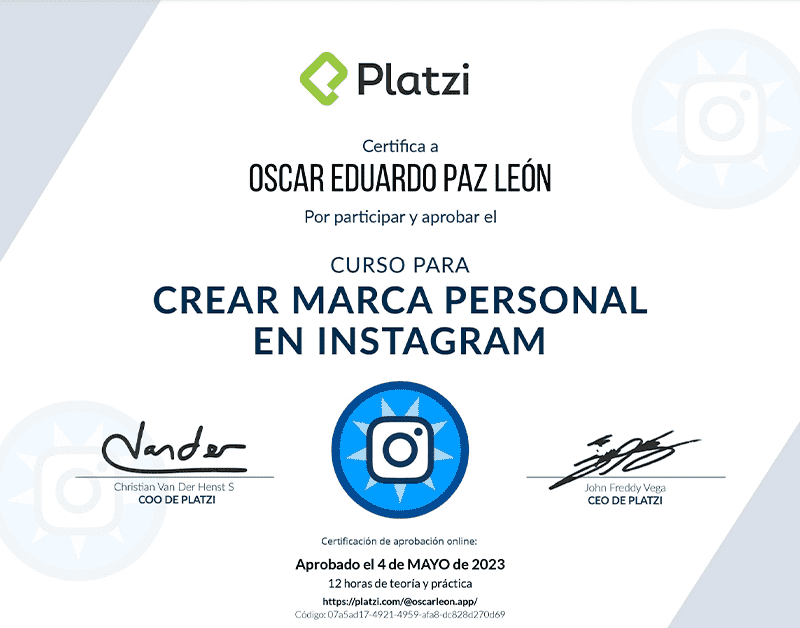 Platzi
Certifica a
OSCAR EDUARDO PAZ LEÓN
Por participar y aprobar el
CURSO PARA
CREAR MARCA PERSONAL
EN INSTAGRAM
Vander
Christian Van Der Henst S
COO DE PLATZI
John Freddy Vega
CEO DE PLATZI
Certificación de aprobación online:
Aprobado el 4 de MAYO de 2023
12 horas de teoría y práctica
https://platzi.com/@oscarleon.app/
Código: 07a5ad17-4921-4959-afa8-dc828d270d69